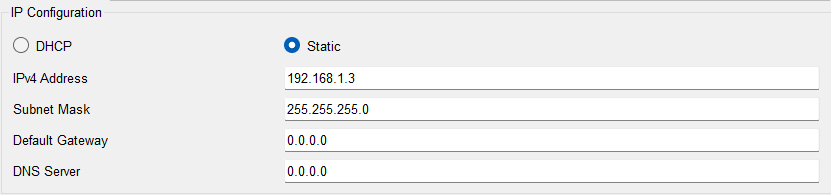 IP Configuration
DHCP Static
IPv4 Address 192.168.1.3
Subnet Mask 255.255.255.0
Default Gateway 0.0.0.0
DNS Server 0.0.0.0